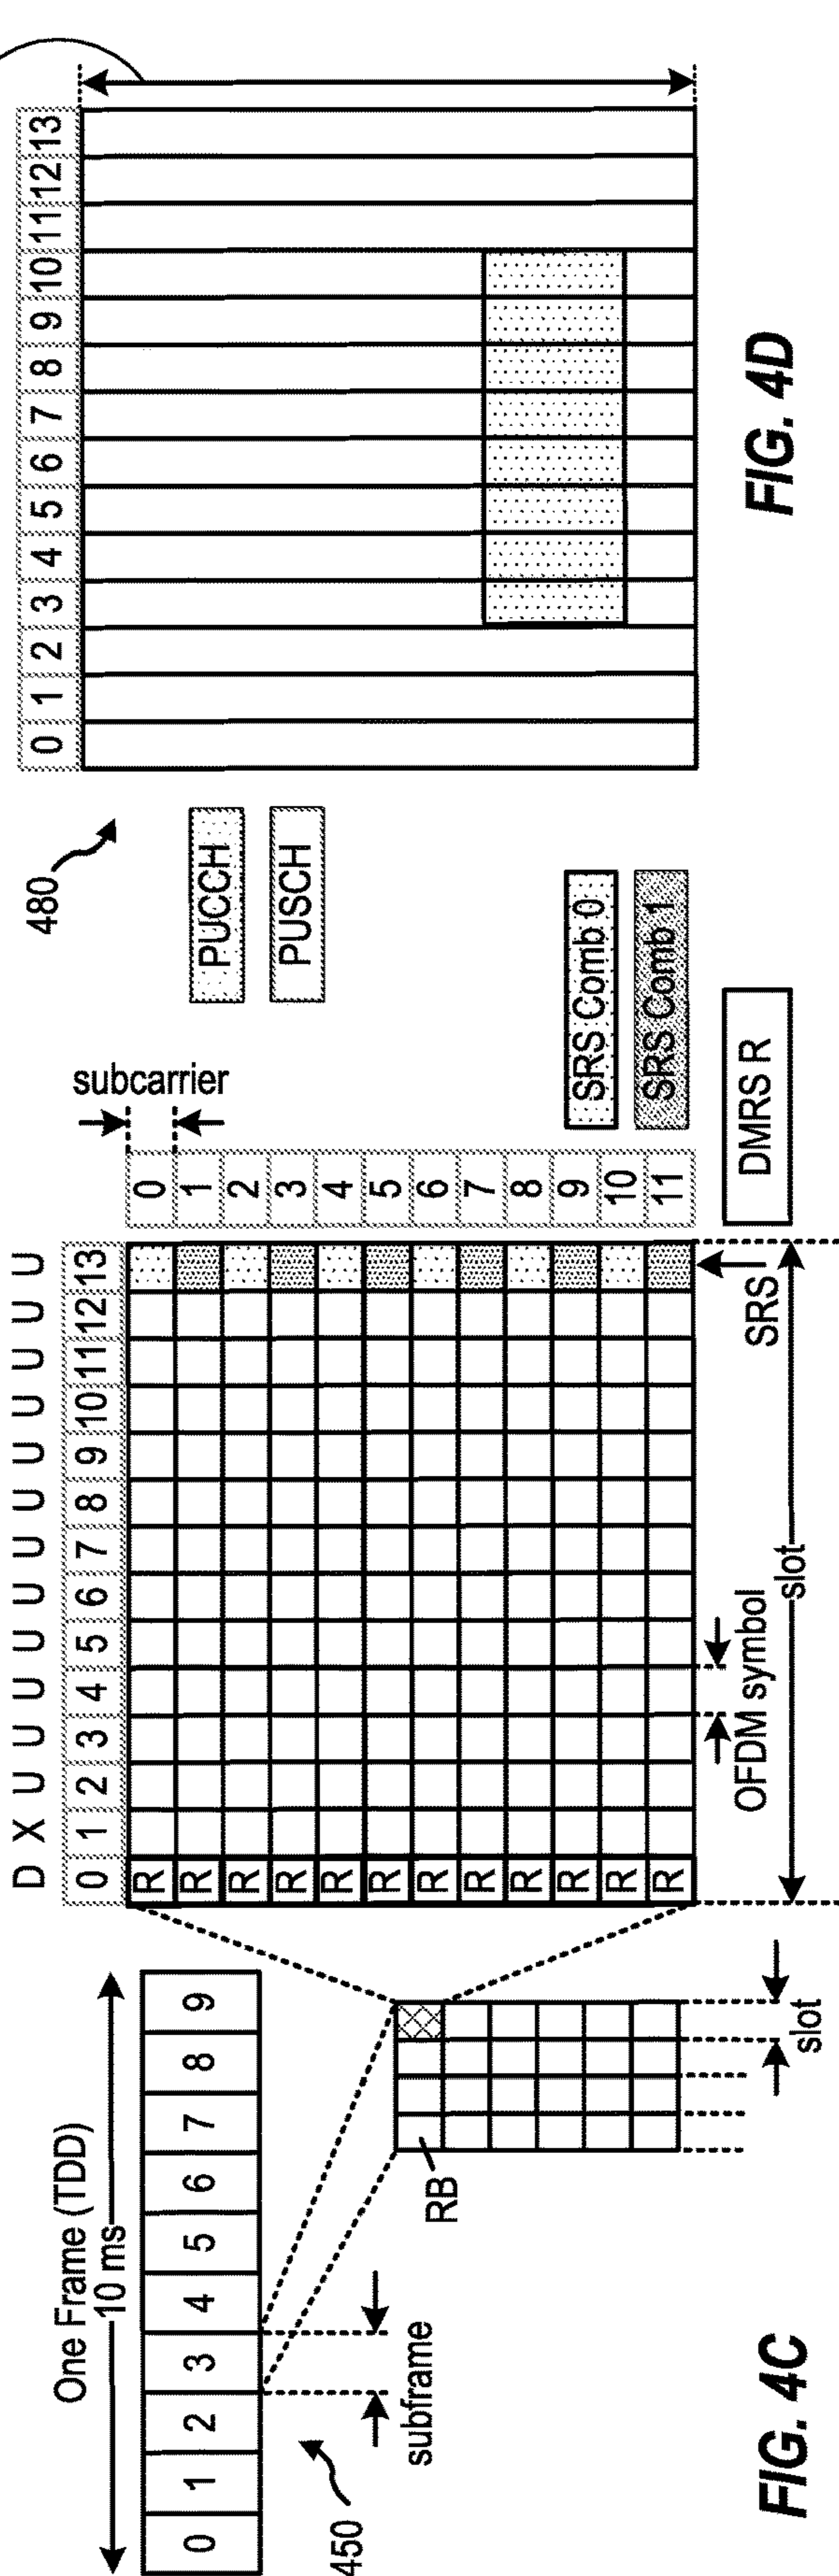 One Frame (TDD)
10 ms
0 1 2 3 4 5 6 7 8 9
450
subframe
RB
slot
FIG. 4C
D X U U U U U U U U U U U U
0 1 2 3 4 5 6 7 8 9 10 11 12 13
subcarrier
R 0
R 1
R 2
R 3
R 4
R 5
R 6
R 7
R 8
R 9
R 10
R 11
OFDM symbol
SRS
slot
480
PUCCH
PUSCH
SRS Comb 0
SRS Comb 1
DMRS R
0 1 2 3 4 5 6 7 8 9 10 11 12 13
FIG. 4D